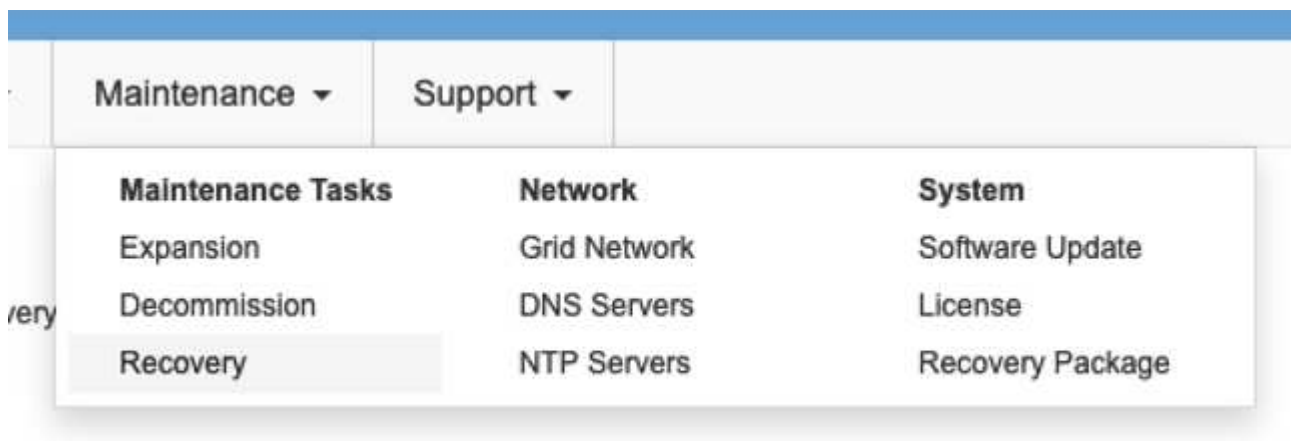 Maintenance Support
Maintenance Tasks Network System
Expansion Grid Network Software Update
Decommission DNS Servers License
very
Recovery NTP Servers Recovery Package